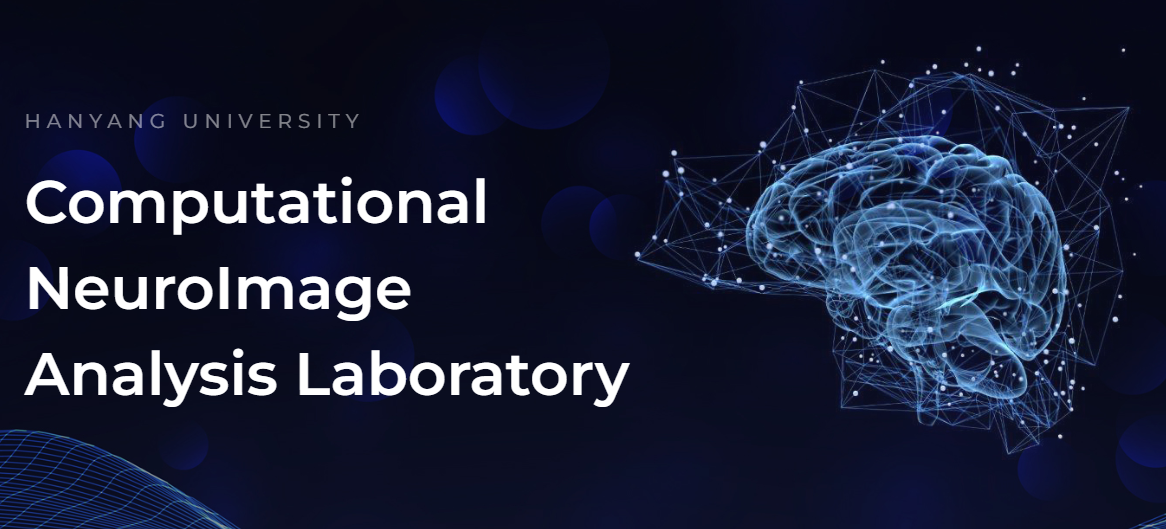 HANYANG UNIVERSITY
Computational
NeuroImage
Analysis Laboratory